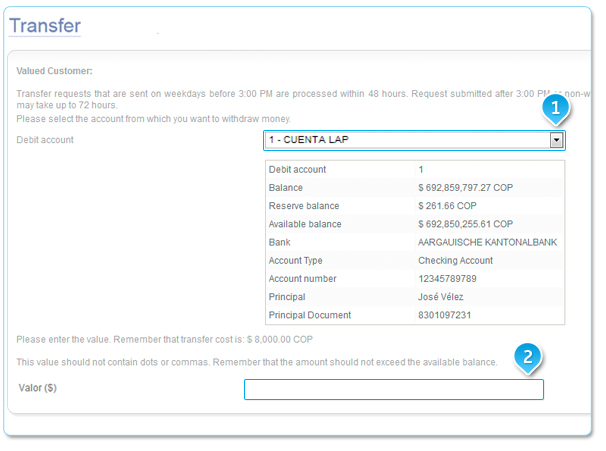 Transfer
Valued Customer:
Transfer requests that are sent on weekdays before 3:00 PM are processed within 48 hours. Request submitted after 3:00 PM or non-w
may take up to 72 hours.
Please select the account from which you want to withdraw money.
1
Debit account 1 - CUENTA LAP
Debit account 1
Balance $ 692,859,797.27 COP
Reserve balance $ 261.66 COP
Available balance $ 692,850,255.61 COP
Bank AARGAUISCHE KANTONALBANK
Account Type Checking Account
Account number 12345789789
Principal José Vélez
Principal Document 8301097231
Please enter the value. Remember that transfer cost is: $ 8,000.00 COP
This value should not contain dots or commas. Remember that the amount should not exceed the available balance.
2
Valor ($)